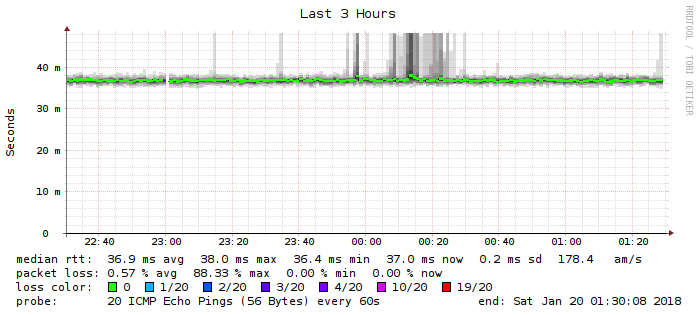 Last 3 Hours
RRDTOOL / TOBI OETIKER
Seconds
40 m
30 m
20 m
10 m
0
22:40 23:00 23:20 23:40 00:00 00:20 00:40 01:00 01:20
median rtt: 36.9 ms avg 38.0 ms max 36.4 ms min 37.0 ms now 0.2 ms sd 178.4 am/s
packet loss: 0.57 % avg 88.33 % max 0.00 % min 0.00 % now
loss color: 0 1/20 2/20 3/20 4/20 10/20 19/20
probe: 20 ICMP Echo Pings (56 Bytes) every 60s end: Sat Jan 20 01:30:08 2018